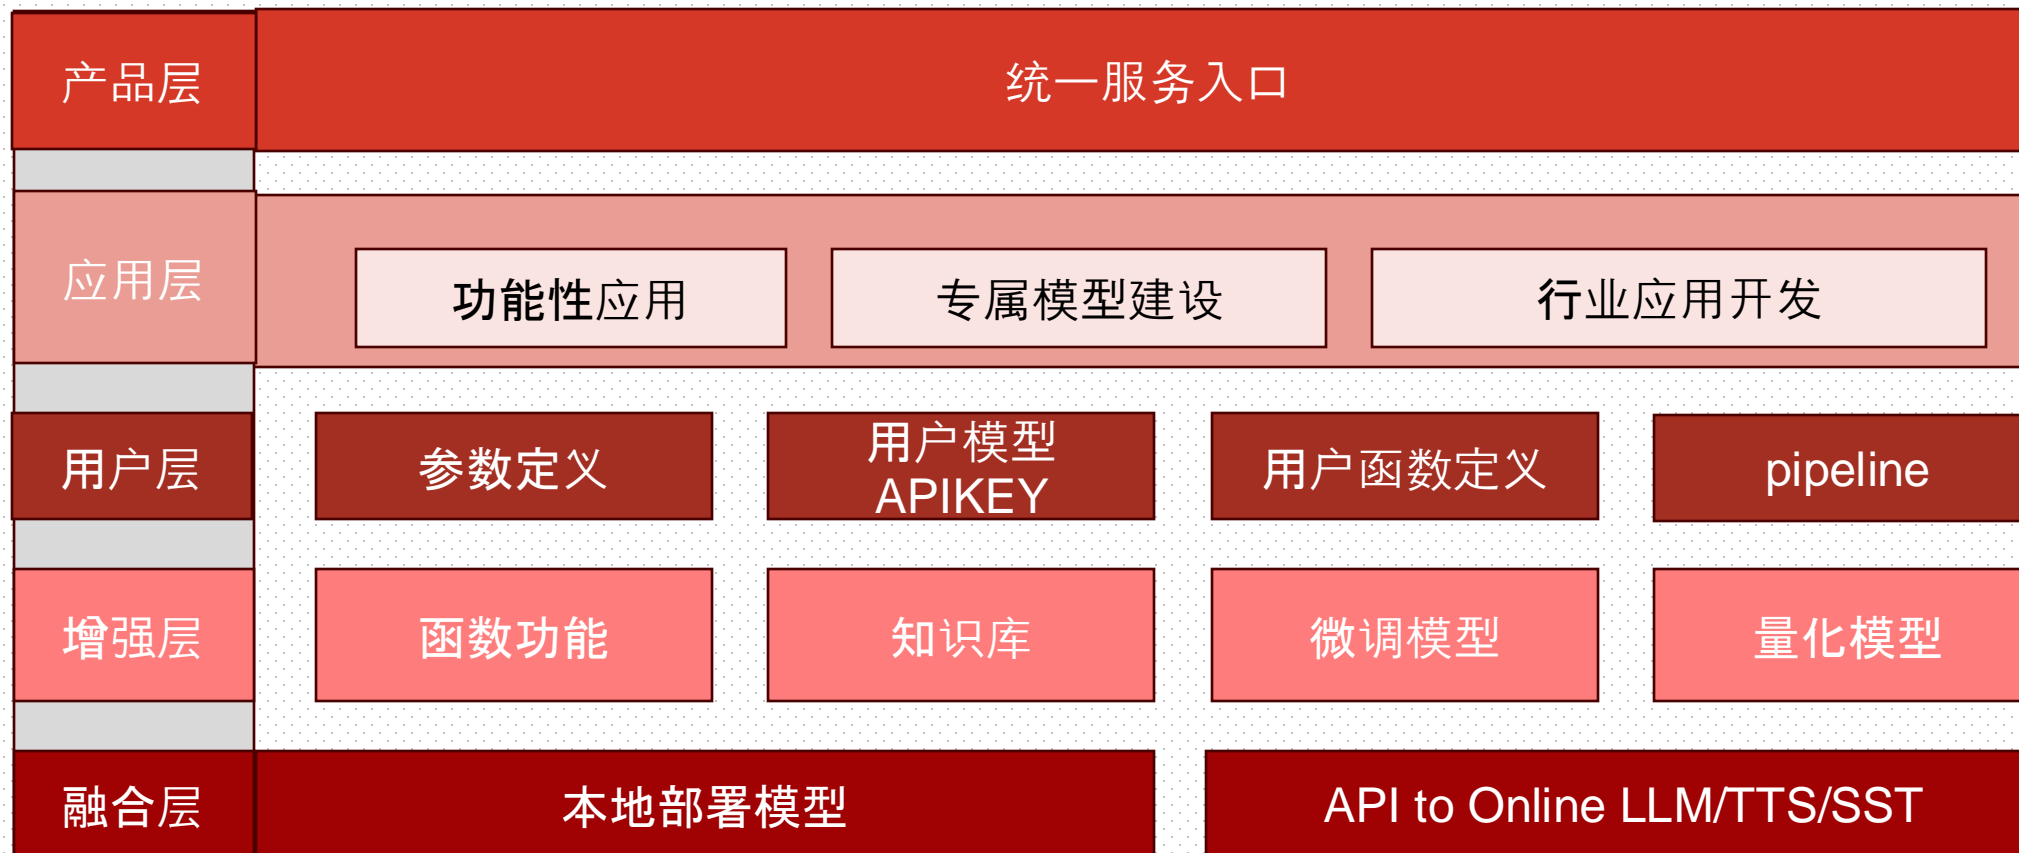 产品层
统一服务入口
应用层
功能性应用
专属模型建设
行业应用开发
用户层
参数定义
用户模型
APIKEY
用户函数定义
pipeline
增强层
函数功能
知识库
微调模型
量化模型
融合层
本地部署模型
API to Online LLM/TTS/SST